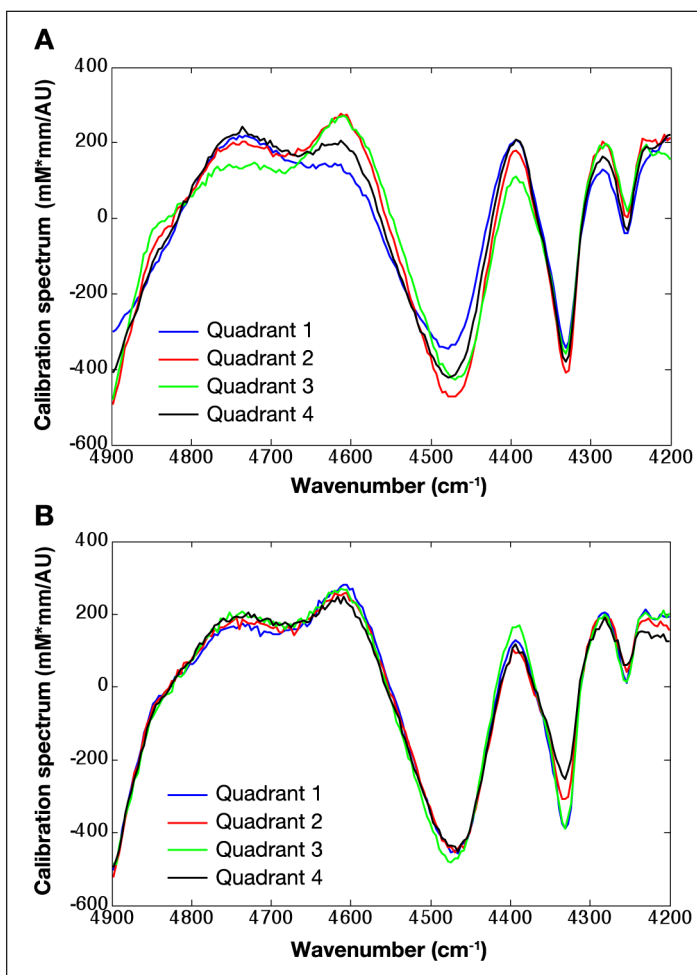 A
400
200
0
-200
-400
-600
Calibration spectrum (mM*mm/AU)
Quadrant 1
Quadrant 2
Quadrant 3
Quadrant 4
4900 4800 4700 4600 4500 4400 4300 4200
Wavenumber (cm⁻¹)
B
400
200
0
-200
-400
-600
Calibration spectrum (mM*mm/AU)
Quadrant 1
Quadrant 2
Quadrant 3
Quadrant 4
4900 4800 4700 4600 4500 4400 4300 4200
Wavenumber (cm⁻¹)